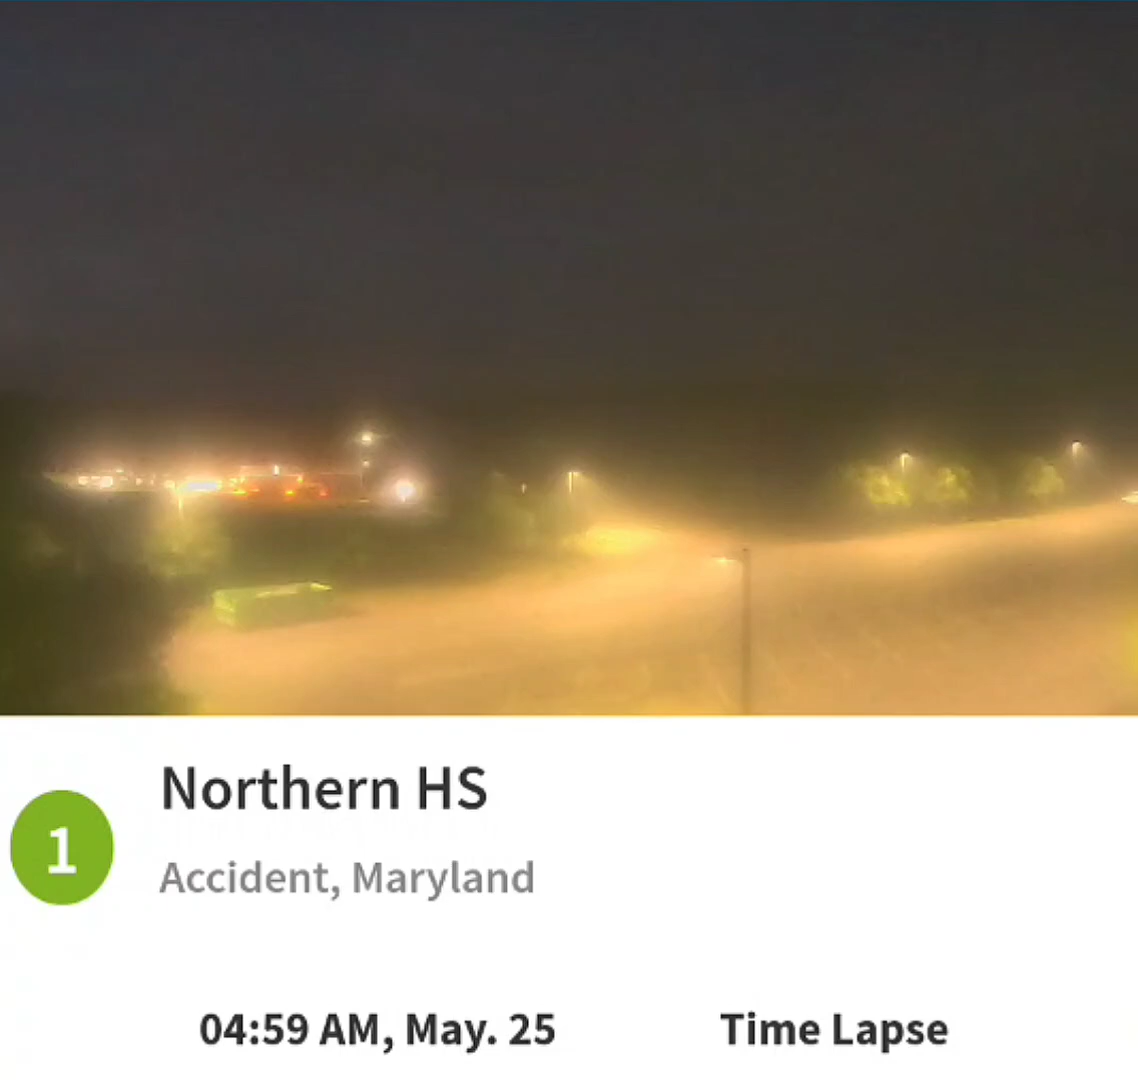 Northern HS
1
Accident, Maryland
04:59 AM, May. 25
Time Lapse